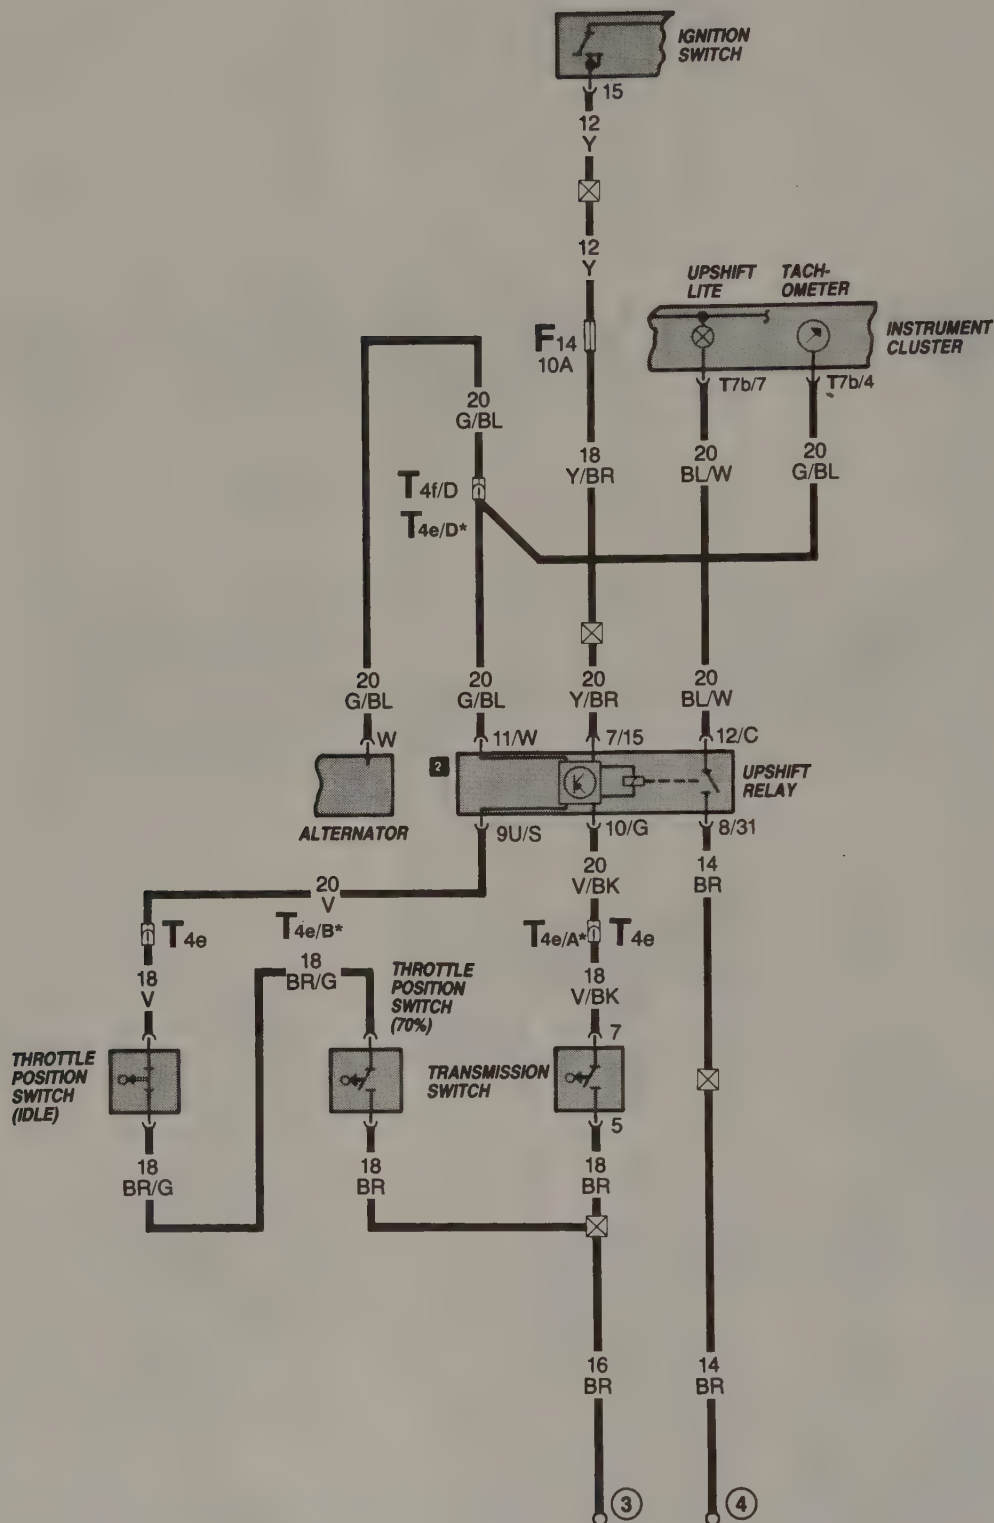 IGNITION
SWITCH
15
12
Y
12
Y
UPSHIFT
LITE
TACH-
OMETER
INSTRUMENT
CLUSTER
F14
10A
T7b/7
T7b/4
20
G/BL
18
Y/BR
20
BL/W
20
G/BL
T4f/D
T4e/D*
20
G/BL
20
G/BL
20
Y/BR
20
BL/W
W
11/W
7/15
12/C
2
UPSHIFT
RELAY
ALTERNATOR
9U/S
10/G
8/31
20
V
20
V/BK
14
BR
T4e
T4e/B*
T4e/A*
T4e
18
V
18
BR/G
THROTTLE
POSITION
SWITCH
(70%)
18
V/BK
7
THROTTLE
POSITION
SWITCH
(IDLE)
TRANSMISSION
SWITCH
5
18
BR/G
18
BR
18
BR
16
BR
14
BR
3
4